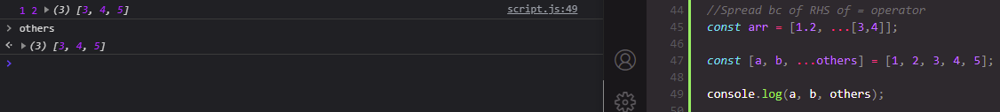 1 2 ▶(3) [3, 4, 5] script.js:49
> others
<· ▶(3) [3, 4, 5]
>
44 //Spread bc of RHS of = operator
45 const arr = [1.2, ...[3,4]];
46
47 const [a, b, ...others] = [1, 2, 3, 4, 5];
48
49 console.log(a, b, others);
50